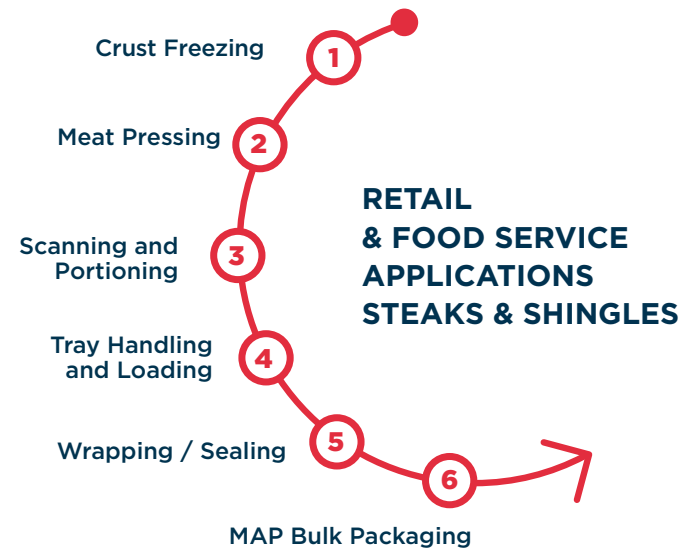 Crust Freezing
1
Meat Pressing
2
Scanning and
Portioning
3
Tray Handling
and Loading
4
Wrapping / Sealing
5
6
MAP Bulk Packaging
RETAIL
& FOOD SERVICE
APPLICATIONS
STEAKS & SHINGLES